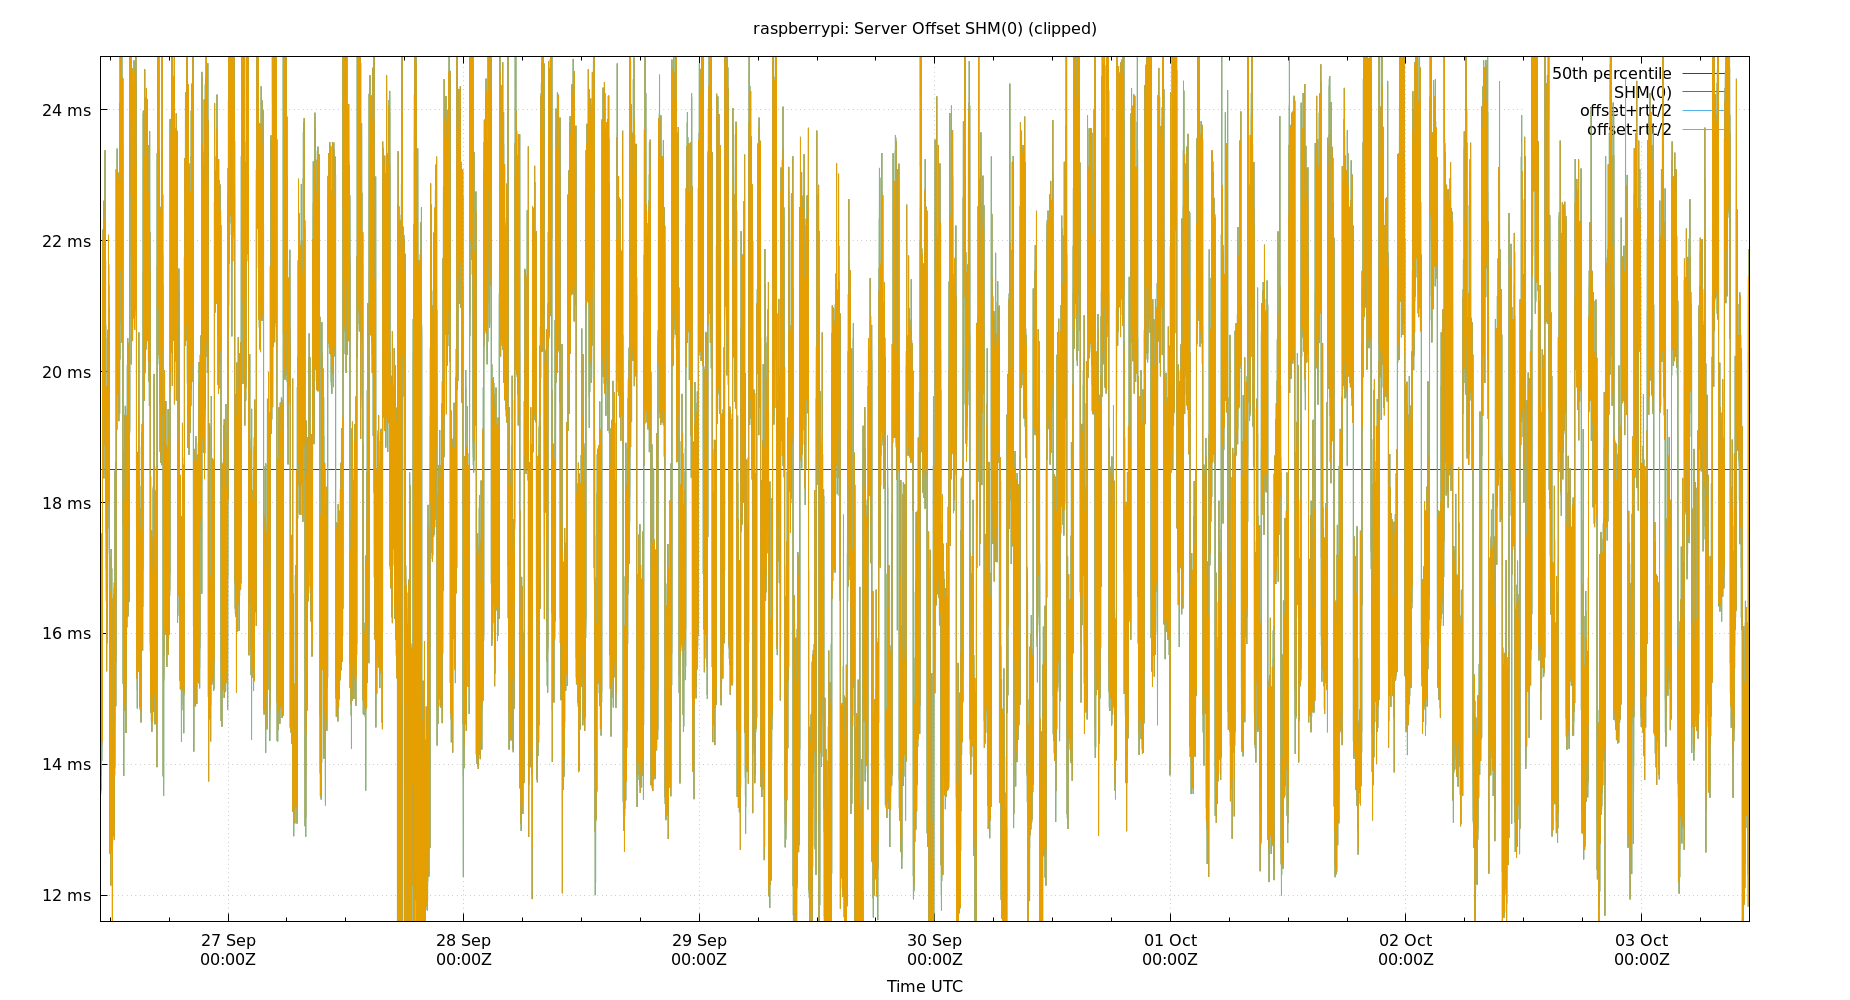 raspberrypi: Server Offset SHM(0) (clipped)
50th percentile
SHM(0)
offset+rtt/2
offset-rtt/2
24 ms
22 ms
20 ms
18 ms
16 ms
14 ms
12 ms
27 Sep 28 Sep 29 Sep 30 Sep 01 Oct 02 Oct 03 Oct
00:00Z 00:00Z 00:00Z 00:00Z 00:00Z 00:00Z 00:00Z
Time UTC